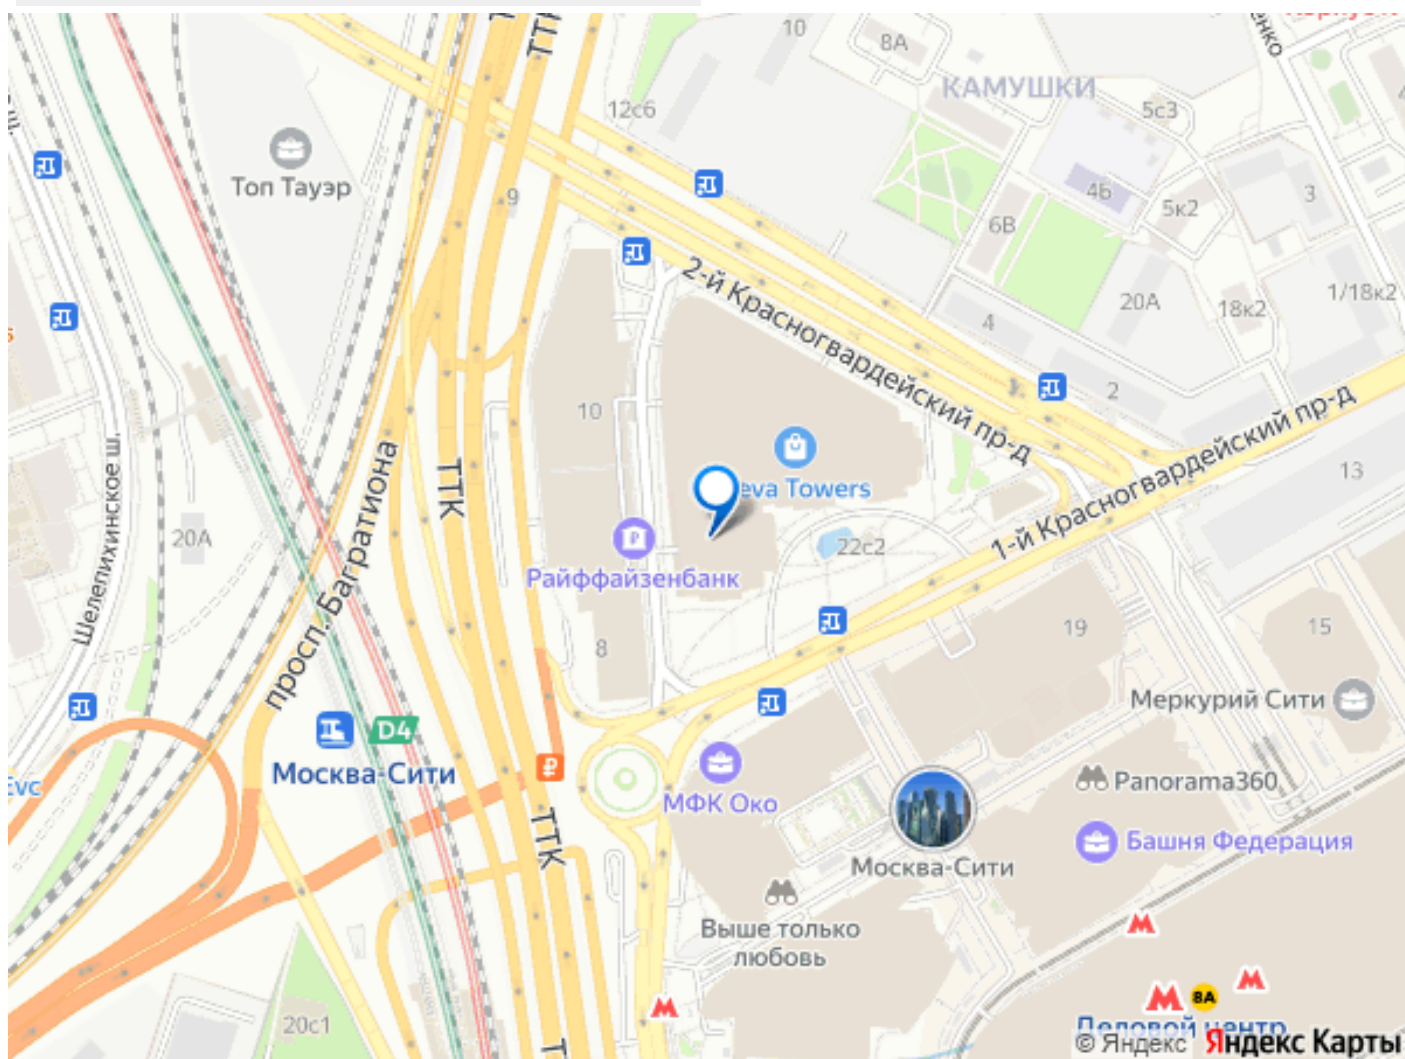 10
8А
КАМУШКИ
12с6
5с3
Топ Тауэр
9
4Б
5к2
3
6В
2-й Красногвардейский пр-д
20А
18к2
1/18к2
4
2
10
ТТК
ТТК
просп. Багратиона
Шелепихинское ш.
20А
eva Towers
1-й Красногвардейский пр-д
13
22с2
Райффайзенбанк
8
19
15
Меркурий Сити
D4
Москва-Сити
МФК Око
Panorama360
Башня Федерация
Москва-Сити
ТТК
Выше только
любовь
20с1
8А
Деловой центр
© Яндекс
Яндекс Карты